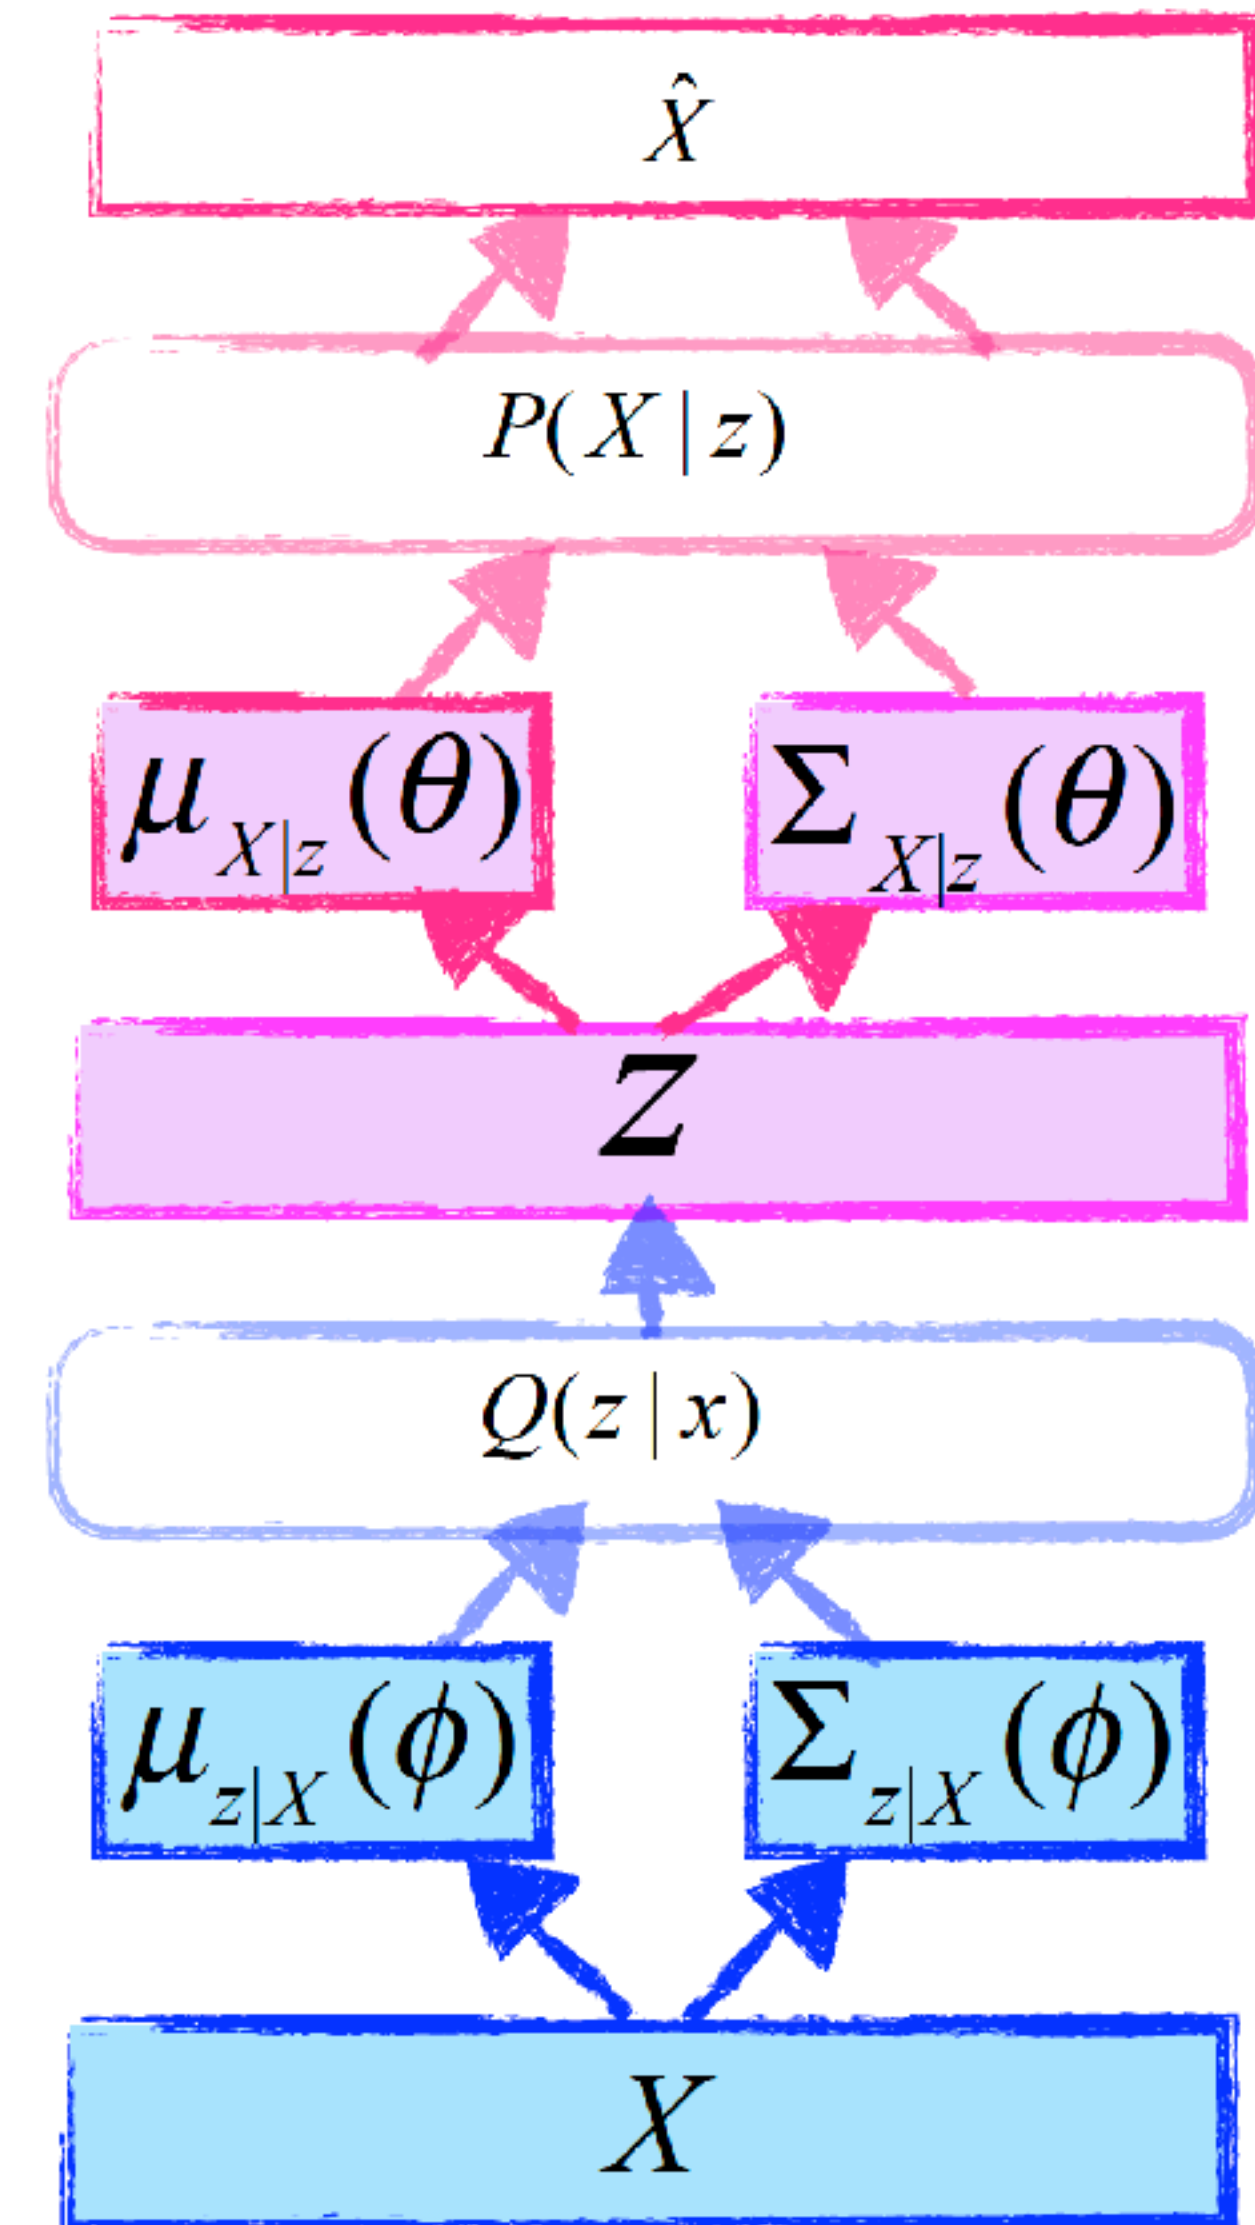 X̂
P(X | z)
μ_{X|z}(θ) Σ_{X|z}(θ)
Z
Q(z | x)
μ_{z|X}(ϕ) Σ_{z|X}(ϕ)
X